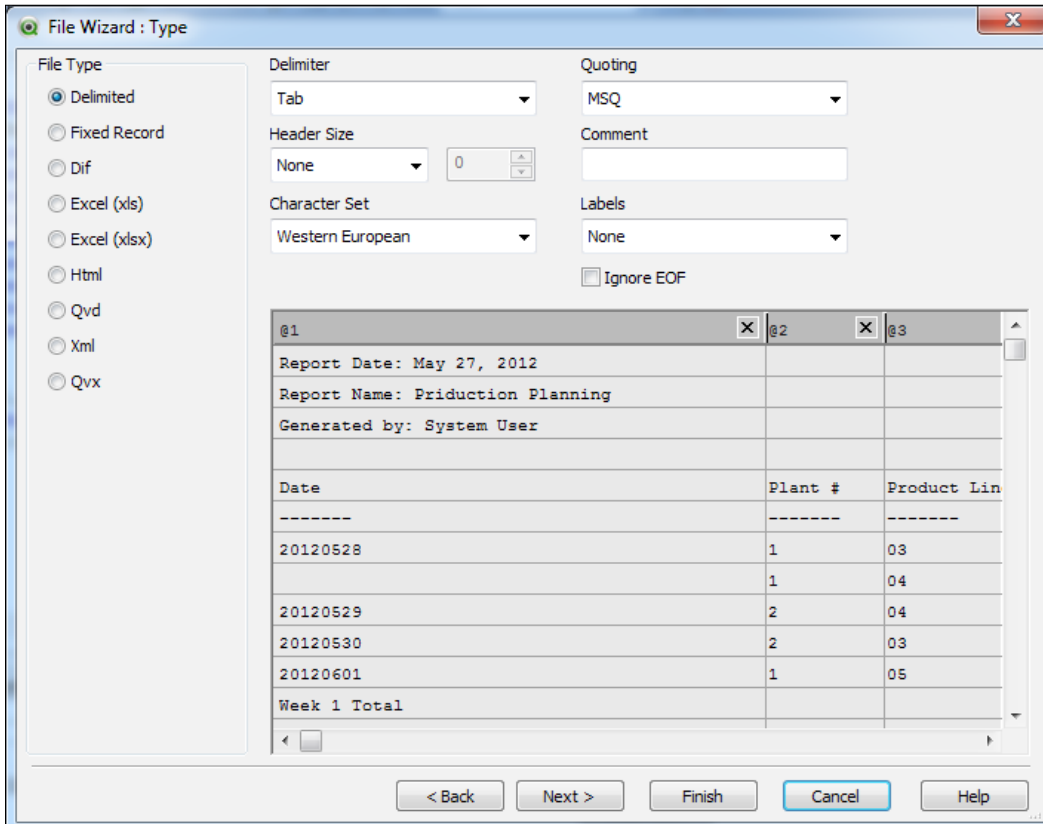 File Wizard : Type
File Type
Delimited
Fixed Record
Dif
Excel (xls)
Excel (xlsx)
Html
Qvd
Xml
Qvx
Delimiter
Tab
Quoting
MSQ
Header Size
None
0
Comment
Character Set
Western European
Labels
None
Ignore EOF
@1 @2 @3
Report Date: May 27, 2012
Report Name: Priduction Planning
Generated by: System User
Date Plant # Product Lin
------- ------- -------
20120528 1 03
1 04
20120529 2 04
20120530 2 03
20120601 1 05
Week 1 Total
< Back Next > Finish Cancel Help